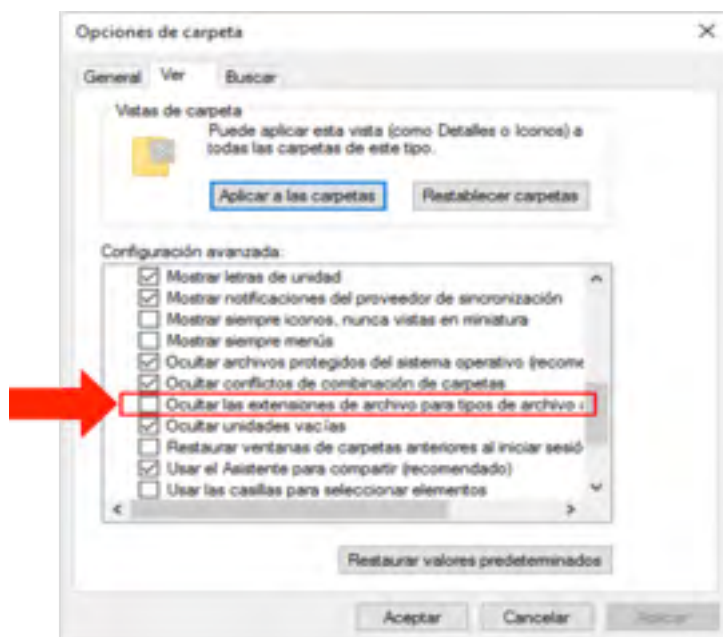 Opciones de carpeta
General Ver Buscar
Vistas de carpeta
Puede aplicar esta vista (como Detalles o Iconos) a
todas las carpetas de este tipo.
Aplicar a las carpetas Restablecer carpetas
Configuración avanzada:
Mostrar letras de unidad
Mostrar notificaciones del proveedor de sincronización
Mostrar siempre iconos, nunca vistas en miniatura
Mostrar siempre menús
Ocultar archivos protegidos del sistema operativo (recome
Ocultar conflictos de combinación de carpetas
Ocultar las extensiones de archivo para tipos de archivo
Ocultar unidades vacías
Restaurar ventanas de carpetas anteriores al iniciar sesió
Usar el Asistente para compartir (recomendado)
Usar las casillas para seleccionar elementos
Restaurar valores predeterminados
Aceptar Cancelar Aplicar